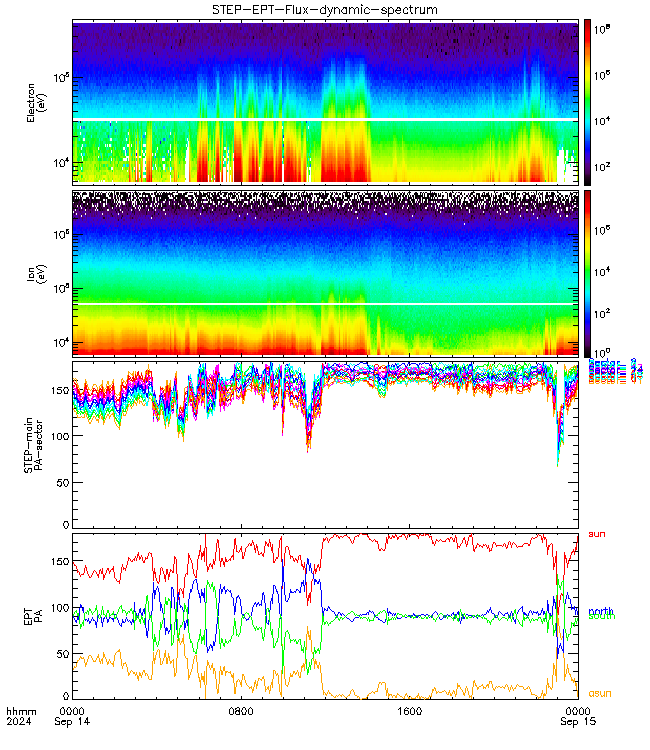 STEP-EPT-Flux-dynamic-spectrum
Electron
(eV)
10^5
10^4
10^8
10^6
10^4
10^2
Ion
(eV)
10^6
10^5
10^4
10^6
10^4
10^2
10^0
STEP-main
PA-sector
150
100
50
0
EPT
PA
150
100
50
0
sun
north
south
asun
hhmm
2024
0000
Sep 14
0800
1600
0000
Sep 15